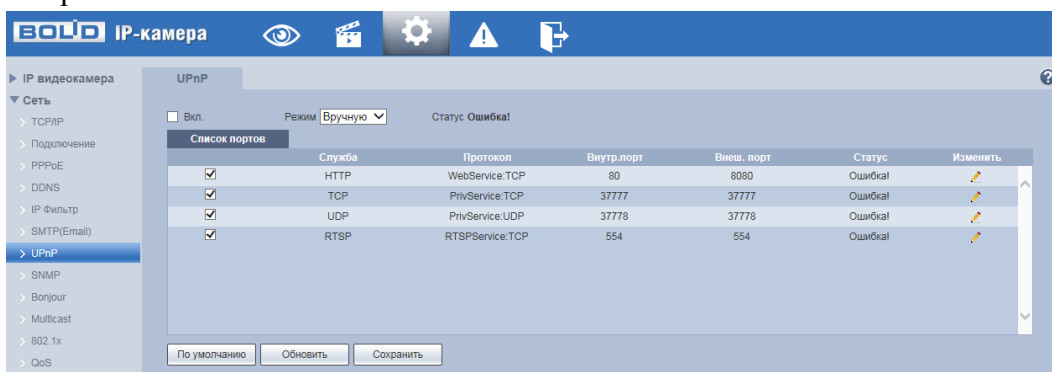 BOLID IP-камера
IP видеокамера
Сеть
TCP/IP
Подключение
PPPoE
DDNS
IP Фильтр
SMTP(Email)
UPnP
SNMP
Bonjour
Multicast
802.1x
QoS
UPnP
?
Вкл. Режим Вручную Статус Ошибка!
Список портов
Служба Протокол Внутр.порт Внеш. порт Статус Изменить
HTTP WebService:TCP 80 8080 Ошибка!
TCP PrivService:TCP 37777 37777 Ошибка!
UDP PrivService:UDP 37778 37778 Ошибка!
RTSP RTSPService:TCP 554 554 Ошибка!
По умолчанию Обновить Сохранить